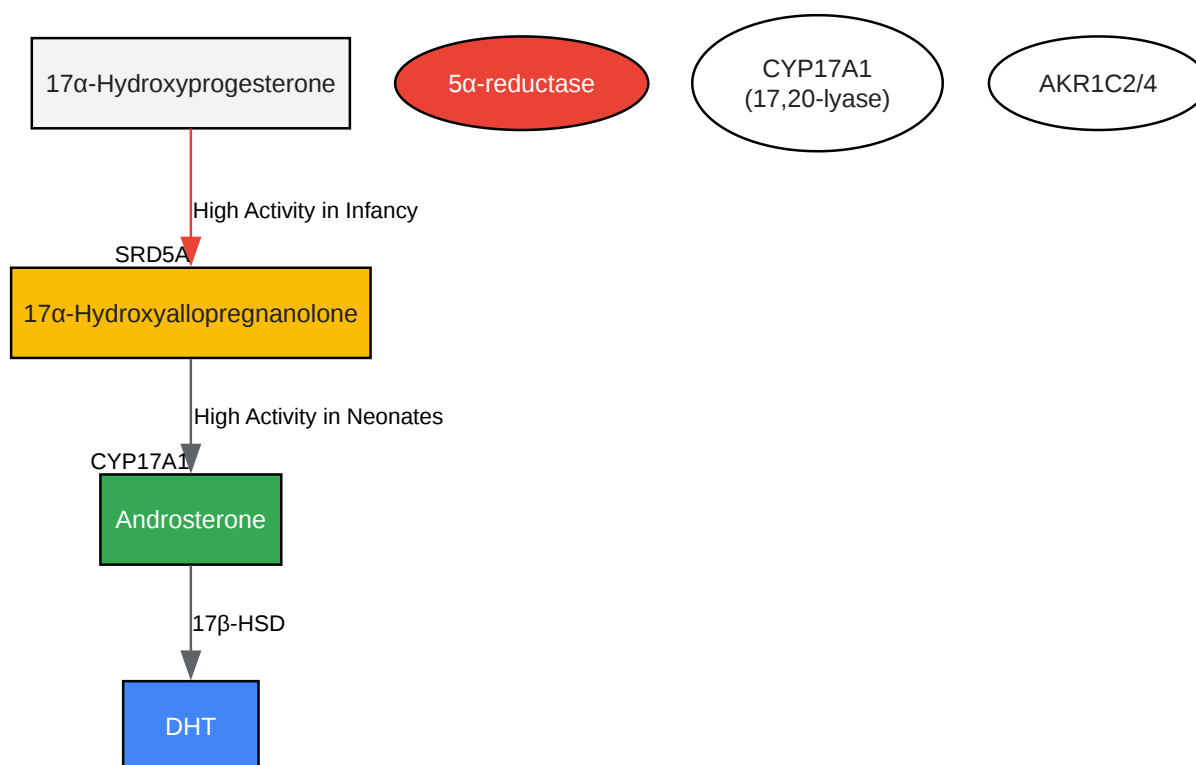 17α-Hydroxyprogesterone
5α-reductase
CYP17A1
(17,20-lyase)
AKR1C2/4
High Activity in Infancy
SRD5A
17α-Hydroxyallopregnanolone
High Activity in Neonates
CYP17A1
Androsterone
17β-HSD
DHT